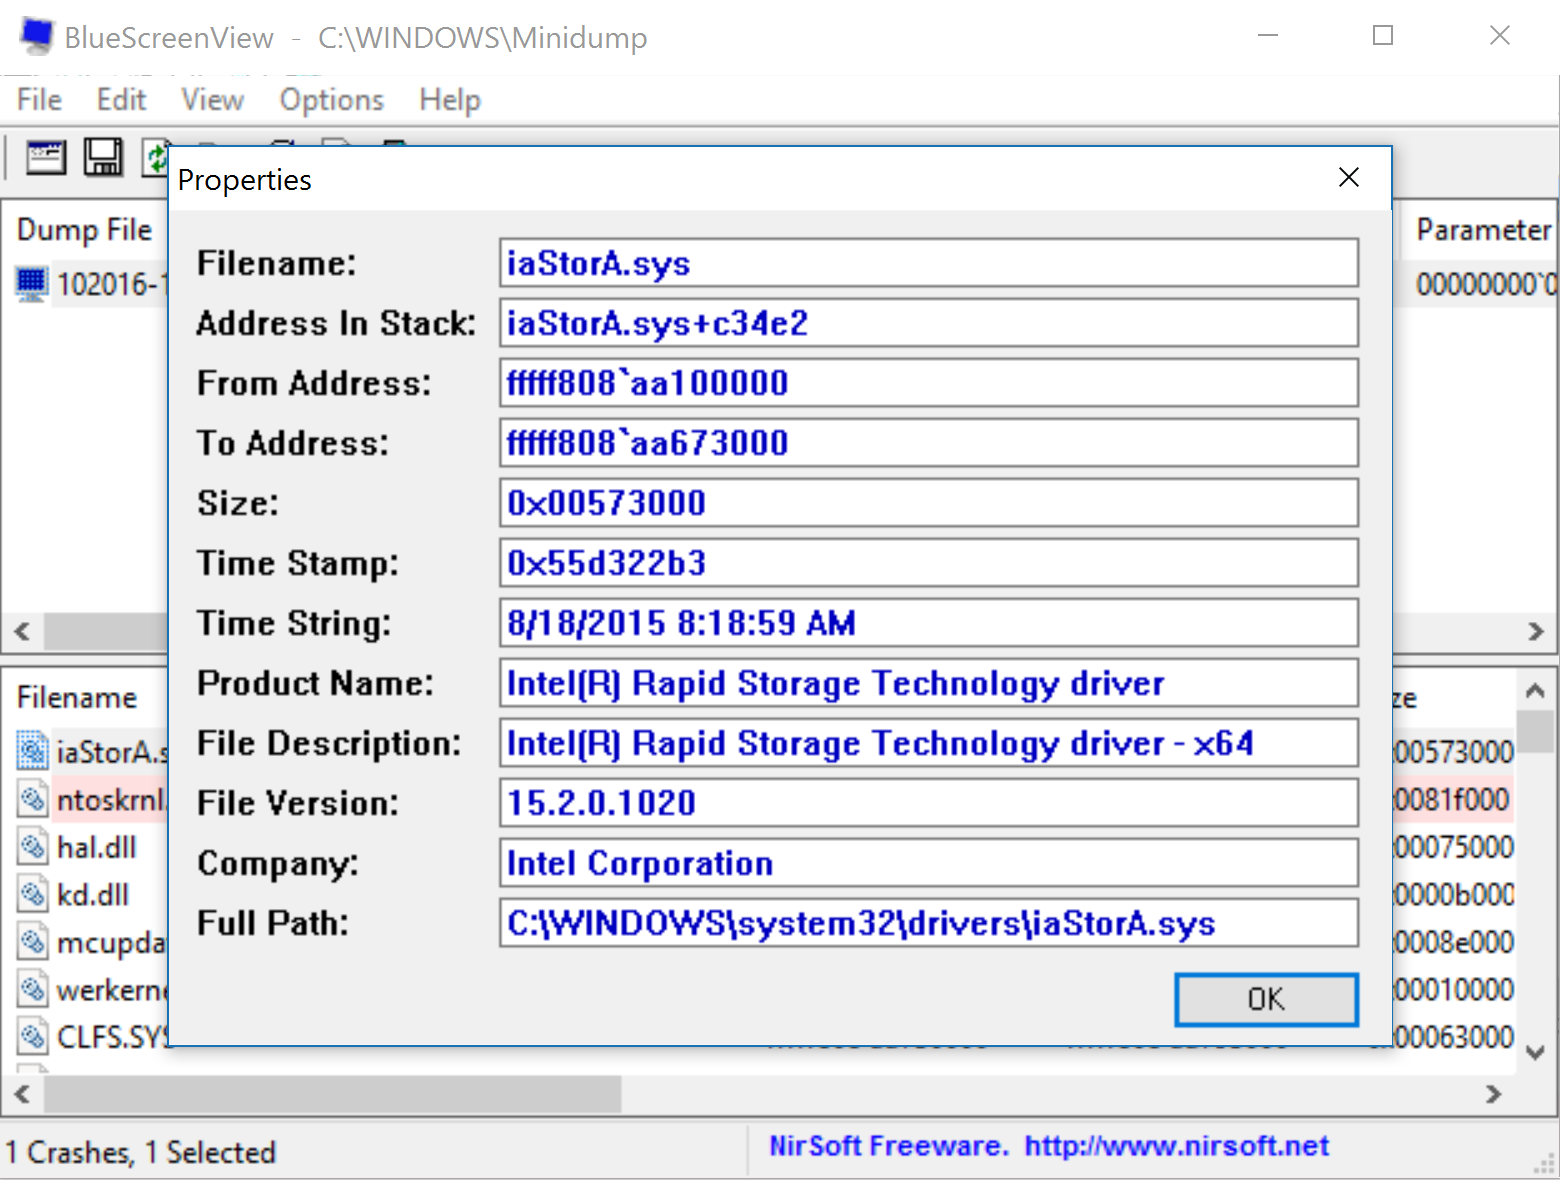 BlueScreenView - C:\WINDOWS\Minidump
File Edit View Options Help
Properties
Dump File
Parameter
102016-1
00000000`0
Filename: iaStorA.sys
Address In Stack: iaStorA.sys+c34e2
From Address: fffff808`aa100000
To Address: fffff808`aa673000
Size: 0x00573000
Time Stamp: 0x55d322b3
Time String: 8/18/2015 8:18:59 AM
Product Name: Intel(R) Rapid Storage Technology driver
File Description: Intel(R) Rapid Storage Technology driver - x64
File Version: 15.2.0.1020
Company: Intel Corporation
Full Path: C:\WINDOWS\system32\drivers\iaStorA.sys
OK
Filename
ze
iaStorA.s
00573000
ntoskrnl.
0081f000
hal.dll
00075000
kd.dll
0000b000
mcupda
0008e000
werkerne
00010000
CLFS.SYS
00063000
1 Crashes, 1 Selected
NirSoft Freeware. http://www.nirsoft.net